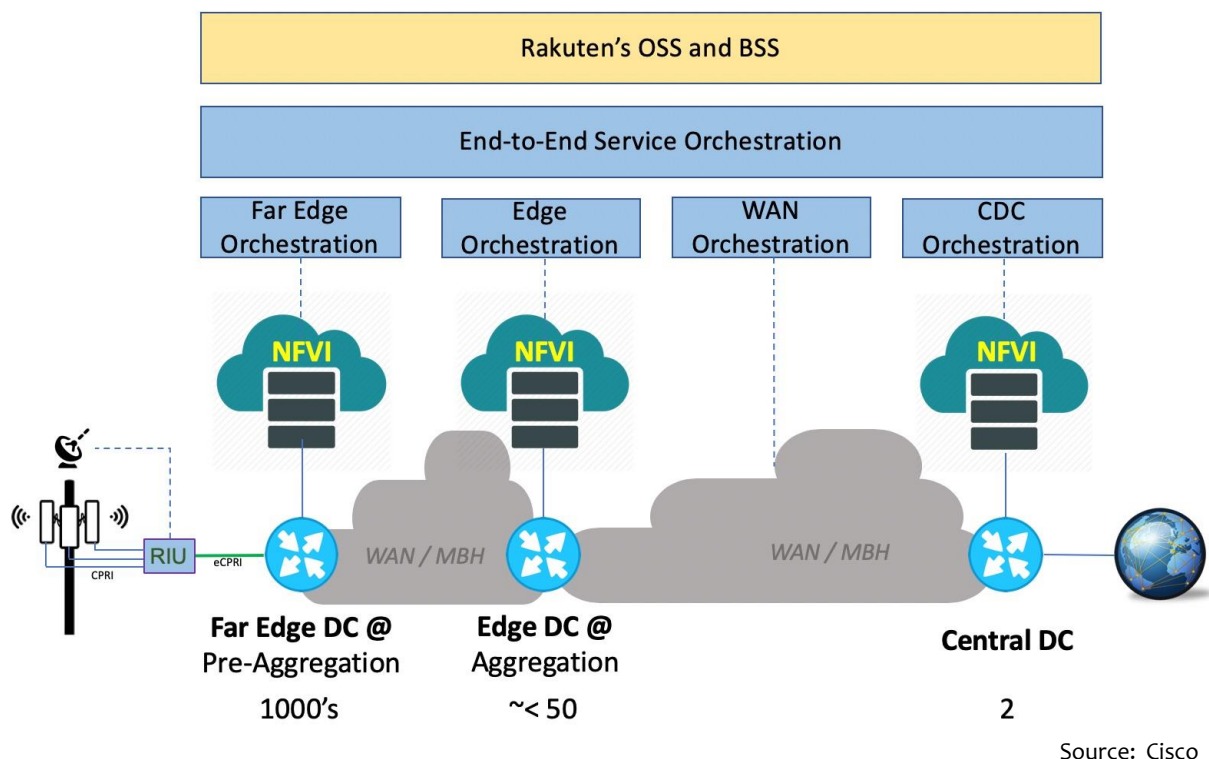 Rakuten's OSS and BSS
End-to-End Service Orchestration
Far Edge
Orchestration
Edge
Orchestration
WAN
Orchestration
CDC
Orchestration
NFVI
NFVI
NFVI
RIU
CPRI
eCPRI
WAN / MBH
WAN / MBH
Far Edge DC @
Pre-Aggregation
1000's
Edge DC @
Aggregation
~< 50
Central DC
2
Source: Cisco